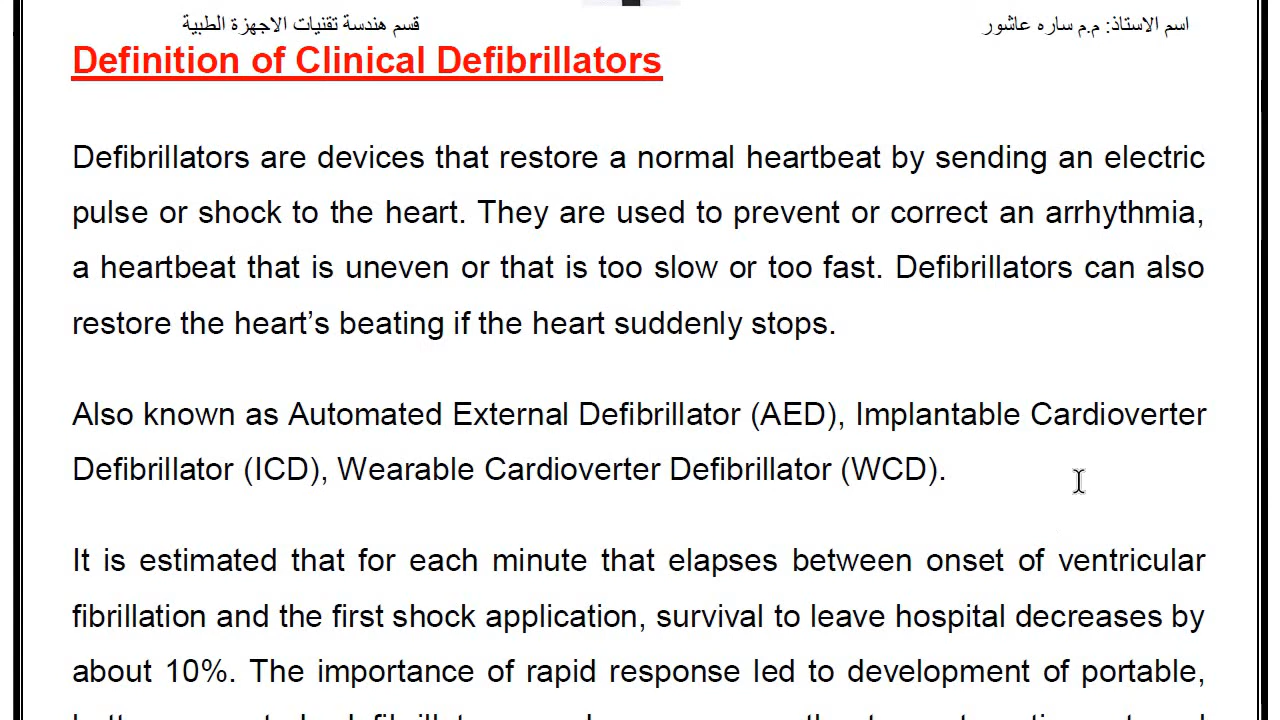 اسم الاستاذ: م.م ساره عاشور قسم هندسة تقنيات الاجهزة الطبية
Definition of Clinical Defibrillators
Defibrillators are devices that restore a normal heartbeat by sending an electric
pulse or shock to the heart. They are used to prevent or correct an arrhythmia,
a heartbeat that is uneven or that is too slow or too fast. Defibrillators can also
restore the heart’s beating if the heart suddenly stops.
Also known as Automated External Defibrillator (AED), Implantable Cardioverter
Defibrillator (ICD), Wearable Cardioverter Defibrillator (WCD).
It is estimated that for each minute that elapses between onset of ventricular
fibrillation and the first shock application, survival to leave hospital decreases by
about 10%. The importance of rapid response led to development of portable,